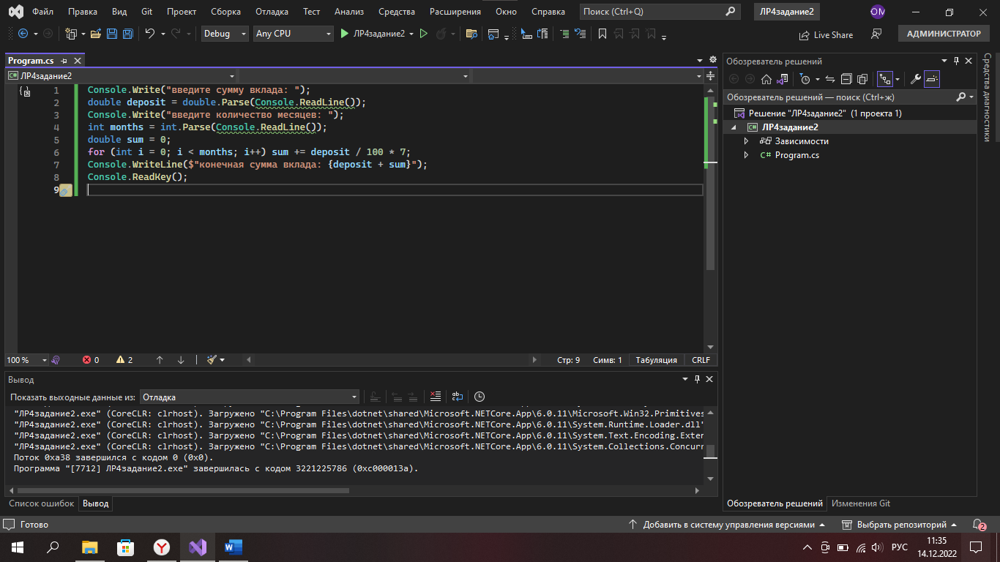 Файл Правка Вид Git Проект Сборка Отладка Тест Анализ Средства Расширения Окно Справка Поиск (Ctrl+Q) ЛР4задание2 OM
Debug Any CPU ЛР4задание2 Live Share АДМИНИСТРАТОР
Program.cs
C# ЛР4задание2
1 Console.Write("введите сумму вклада: ");
2 double deposit = double.Parse(Console.ReadLine());
3 Console.Write("введите количество месяцев: ");
4 int months = int.Parse(Console.ReadLine());
5 double sum = 0;
6 for (int i = 0; i < months; i++) sum += deposit / 100 * 7;
7 Console.WriteLine($"конечная сумма вклада: {deposit + sum}");
8 Console.ReadKey();
9
100 % 0 2 Стр: 9 Симв: 1 Табуляция CRLF
Вывод
Показать выходные данные из: Отладка
"ЛР4задание2.exe" (CoreCLR: clrhost). Загружено "C:\Program Files\dotnet\shared\Microsoft.NETCore.App\6.0.11\Microsoft.Win32.Primitives
"ЛР4задание2.exe" (CoreCLR: clrhost). Загружено "C:\Program Files\dotnet\shared\Microsoft.NETCore.App\6.0.11\System.Runtime.Loader.dll"
"ЛР4задание2.exe" (CoreCLR: clrhost). Загружено "C:\Program Files\dotnet\shared\Microsoft.NETCore.App\6.0.11\System.Text.Encoding.Exten
"ЛР4задание2.exe" (CoreCLR: clrhost). Загружено "C:\Program Files\dotnet\shared\Microsoft.NETCore.App\6.0.11\System.Collections.Concurr
Поток 0xa38 завершился с кодом 0 (0x0).
Программа "[7712] ЛР4задание2.exe" завершилась с кодом 3221225786 (0xc000013a).
Список ошибок Вывод
Обозреватель решений
Обозреватель решений — поиск (Ctrl+ж)
Решение "ЛР4задание2" (1 проекта 1)
C# ЛР4задание2
Зависимости
C# Program.cs
Обозреватель решений Изменения Git
Средства диагностики
Готово Добавить в систему управления версиями Выбрать репозиторий 2
РУС 11:35
14.12.2022